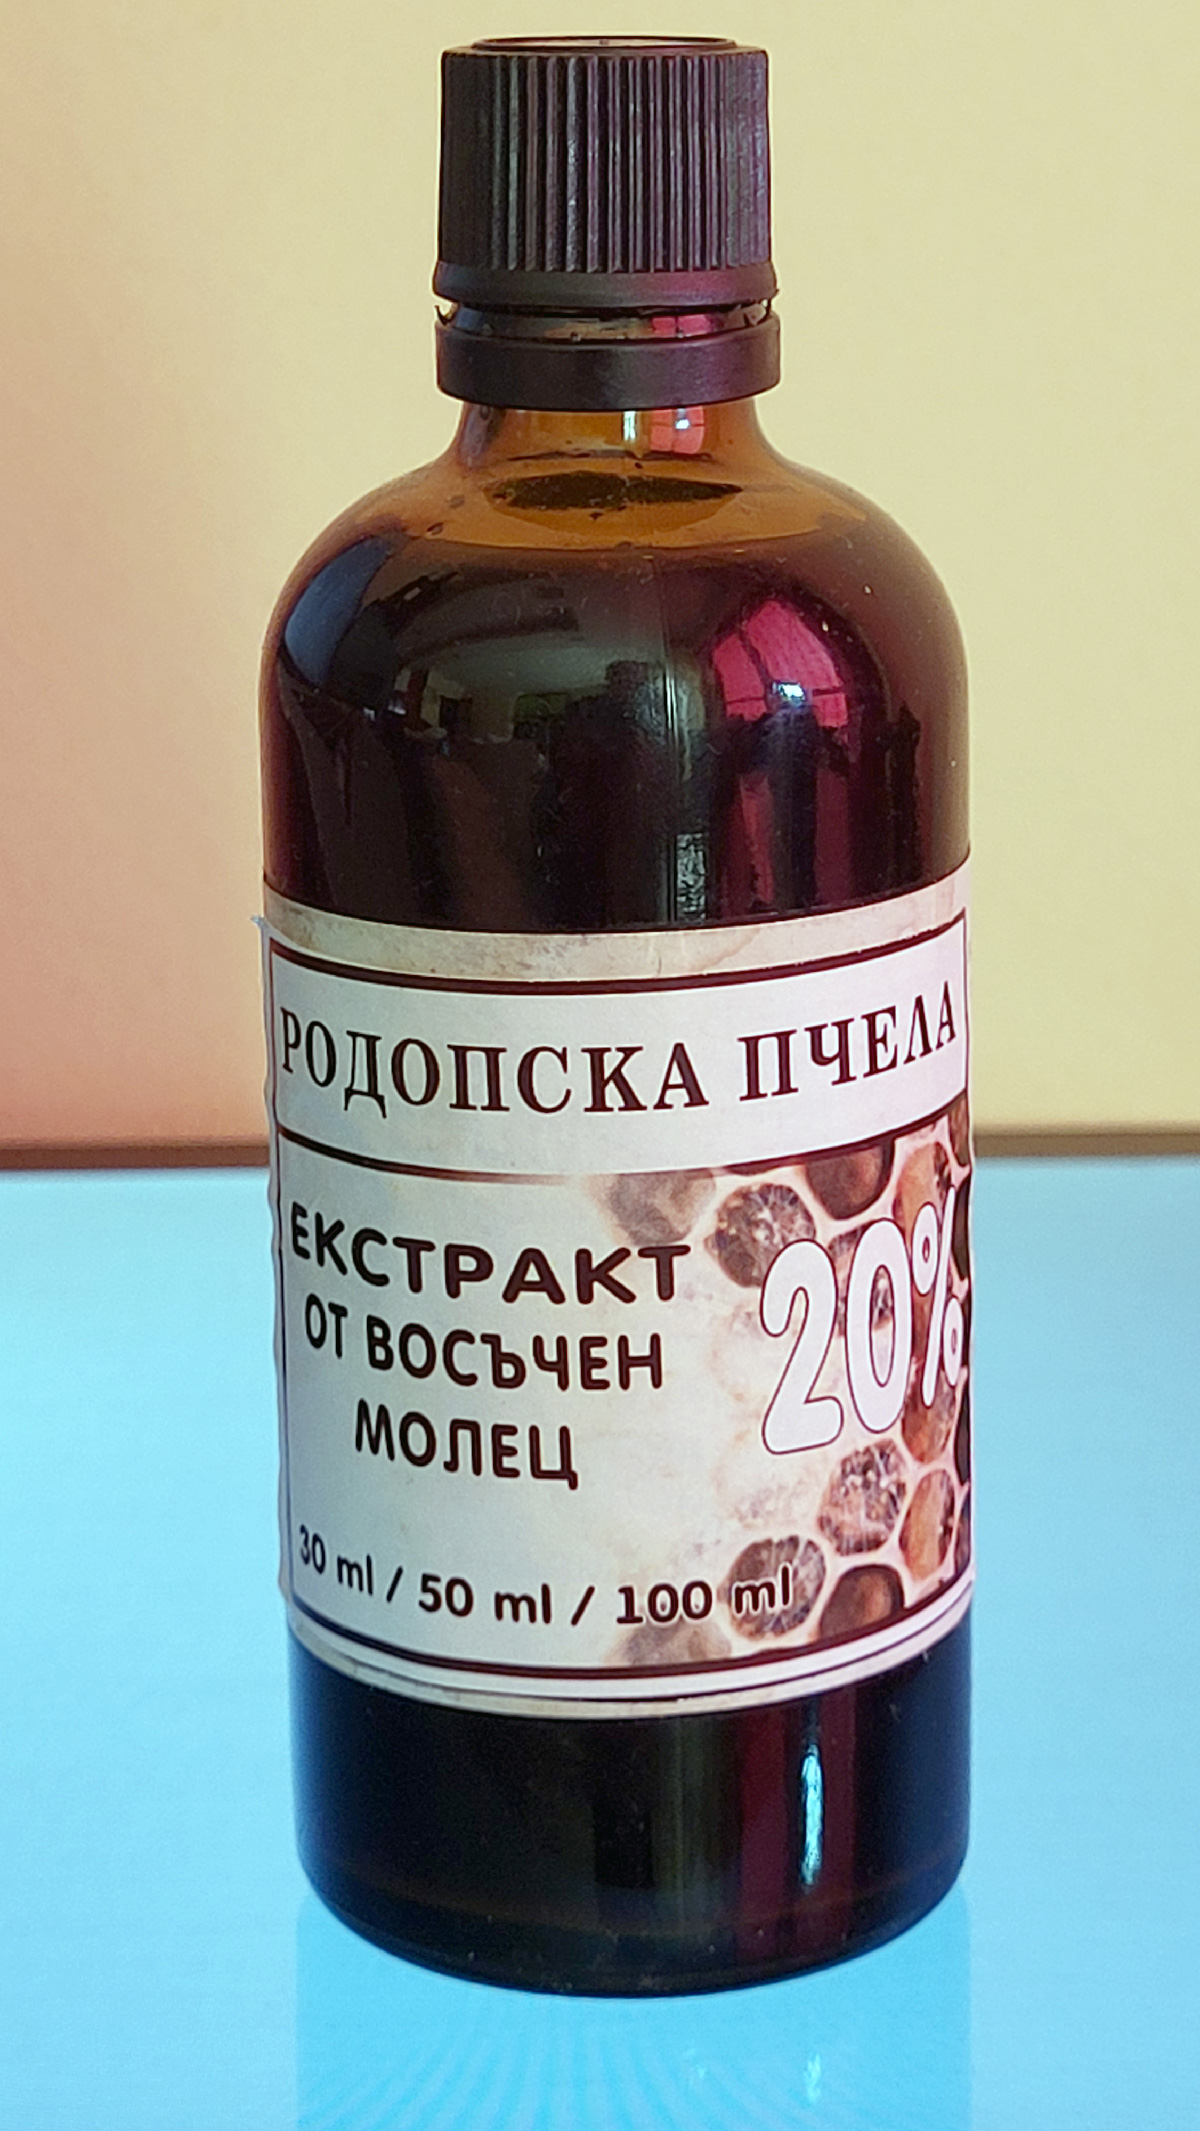 РОДОПСКА ПЧЕЛА
ЕКСТРАКТ
ОТ ВОСЪЧЕН
МОЛЕЦ
20%
30 ml / 50 ml / 100 ml